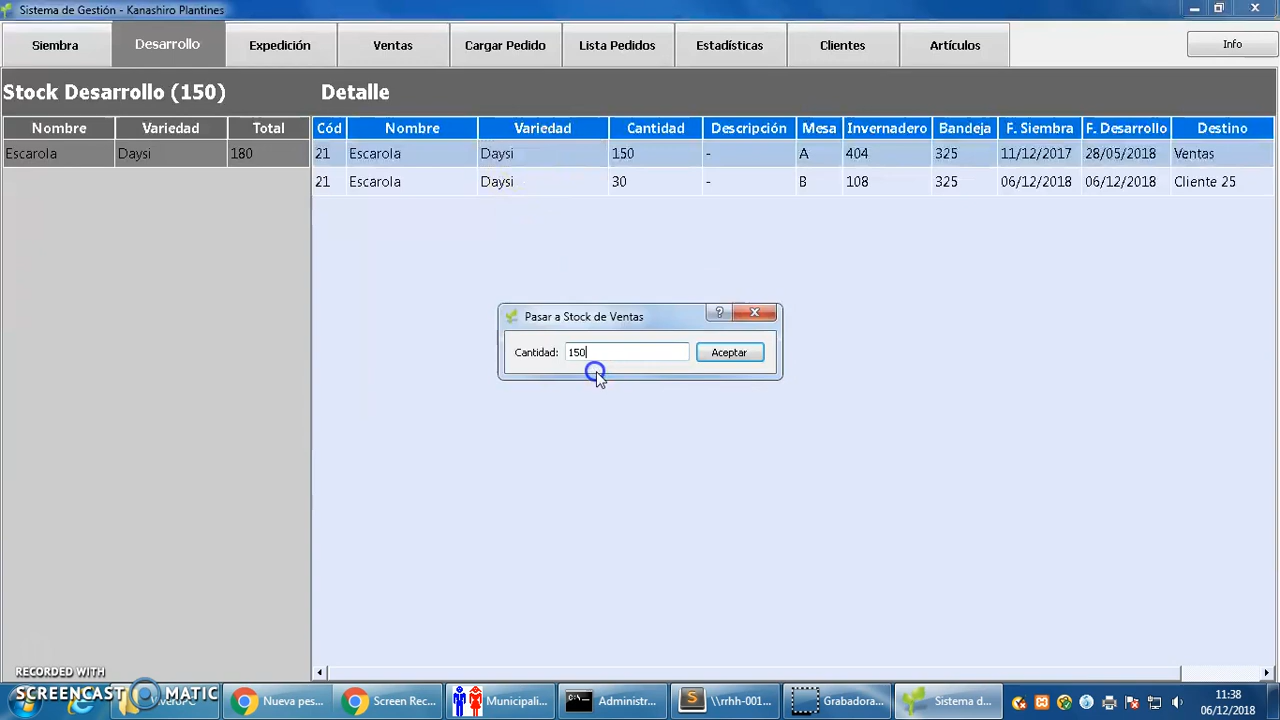 Sistema de Gestión - Kanashiro Plantines
Siembra Desarrollo Expedición Ventas Cargar Pedido Lista Pedidos Estadísticas Clientes Artículos Info
Stock Desarrollo (150) Detalle
Nombre Variedad Total Cód Nombre Variedad Cantidad Descripción Mesa Invernadero Bandeja F. Siembra F. Desarrollo Destino
Escarola Daysi 180 21 Escarola Daysi 150 - A 404 325 11/12/2017 28/05/2018 Ventas
21 Escarola Daysi 30 - B 108 325 06/12/2018 06/12/2018 Cliente 25
Pasar a Stock de Ventas ?
Cantidad: 150 Aceptar
RECORDED WITH
SCREENCAST MATIC
Nueva pes... Screen Rec... Municipali... Administr... \\rrhh-001... Grabadora... Sistema d...
11:38
06/12/2018